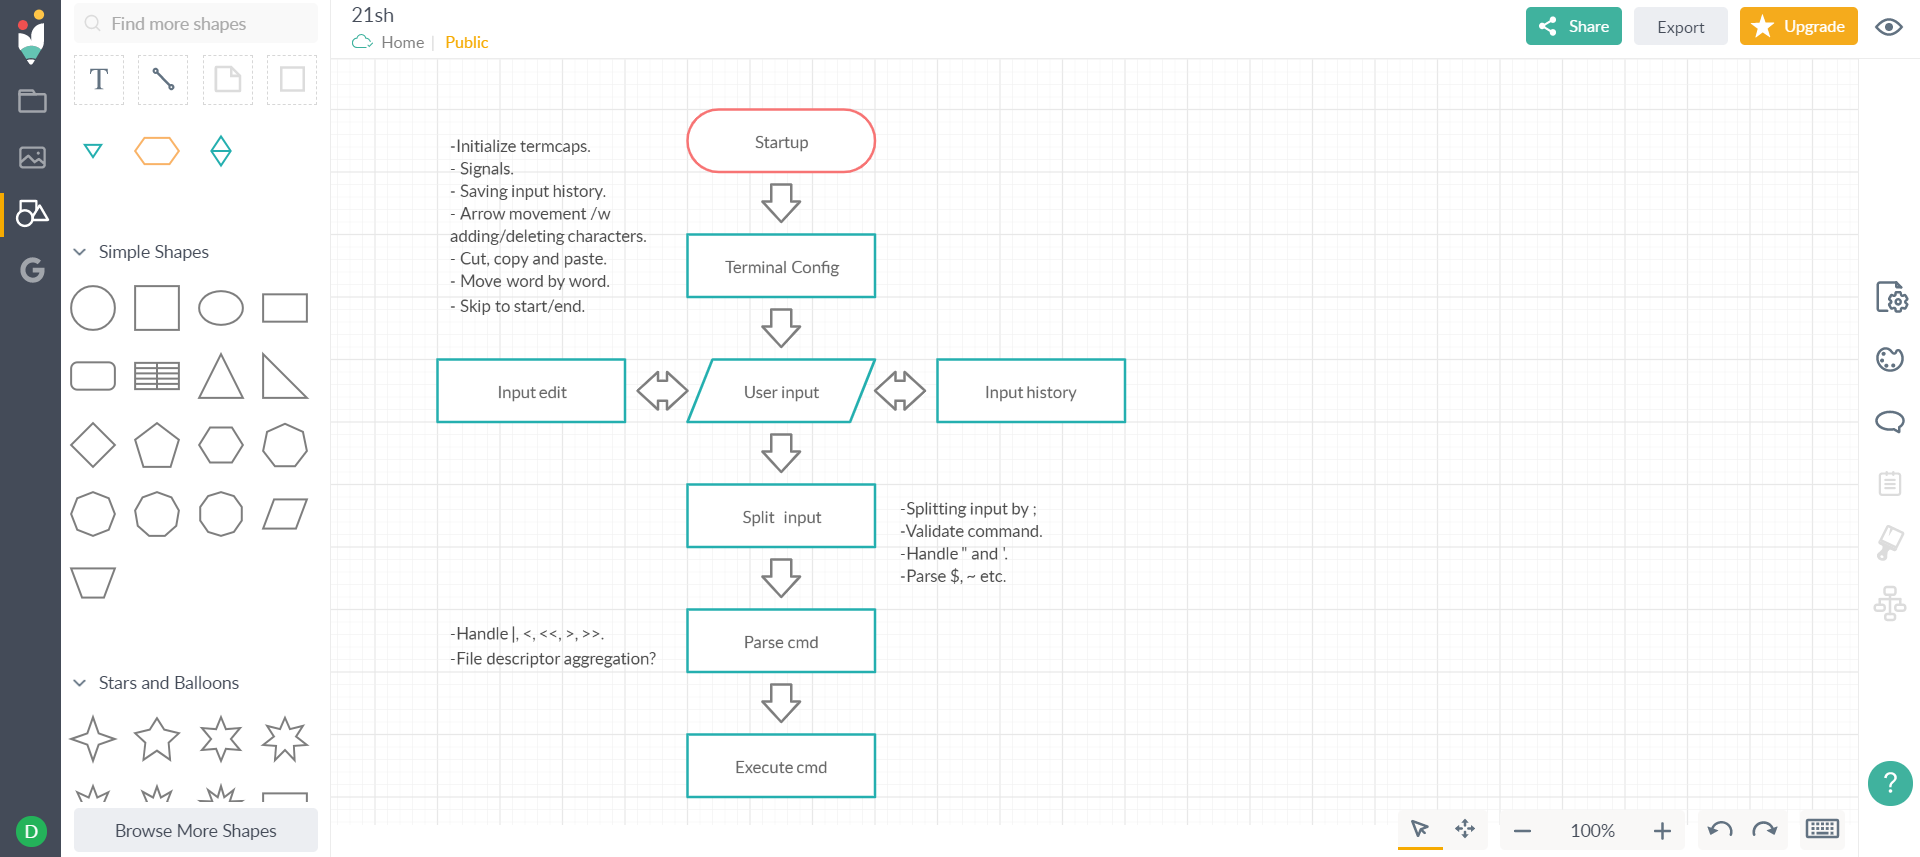 Find more shapes
T
Simple Shapes
Stars and Balloons
Browse More Shapes
D
G
21sh
Home | Public
Share
Export
Upgrade
Startup
-Initialize termcaps.
- Signals.
- Saving input history.
- Arrow movement /w
adding/deleting characters.
- Cut, copy and paste.
- Move word by word.
- Skip to start/end.
Terminal Config
Input edit
User input
Input history
Split input
-Splitting input by ;
-Validate command.
-Handle " and '.
-Parse $, ~ etc.
-Handle |, <, <<, >, >>.
-File descriptor aggregation?
Parse cmd
Execute cmd
100%
?